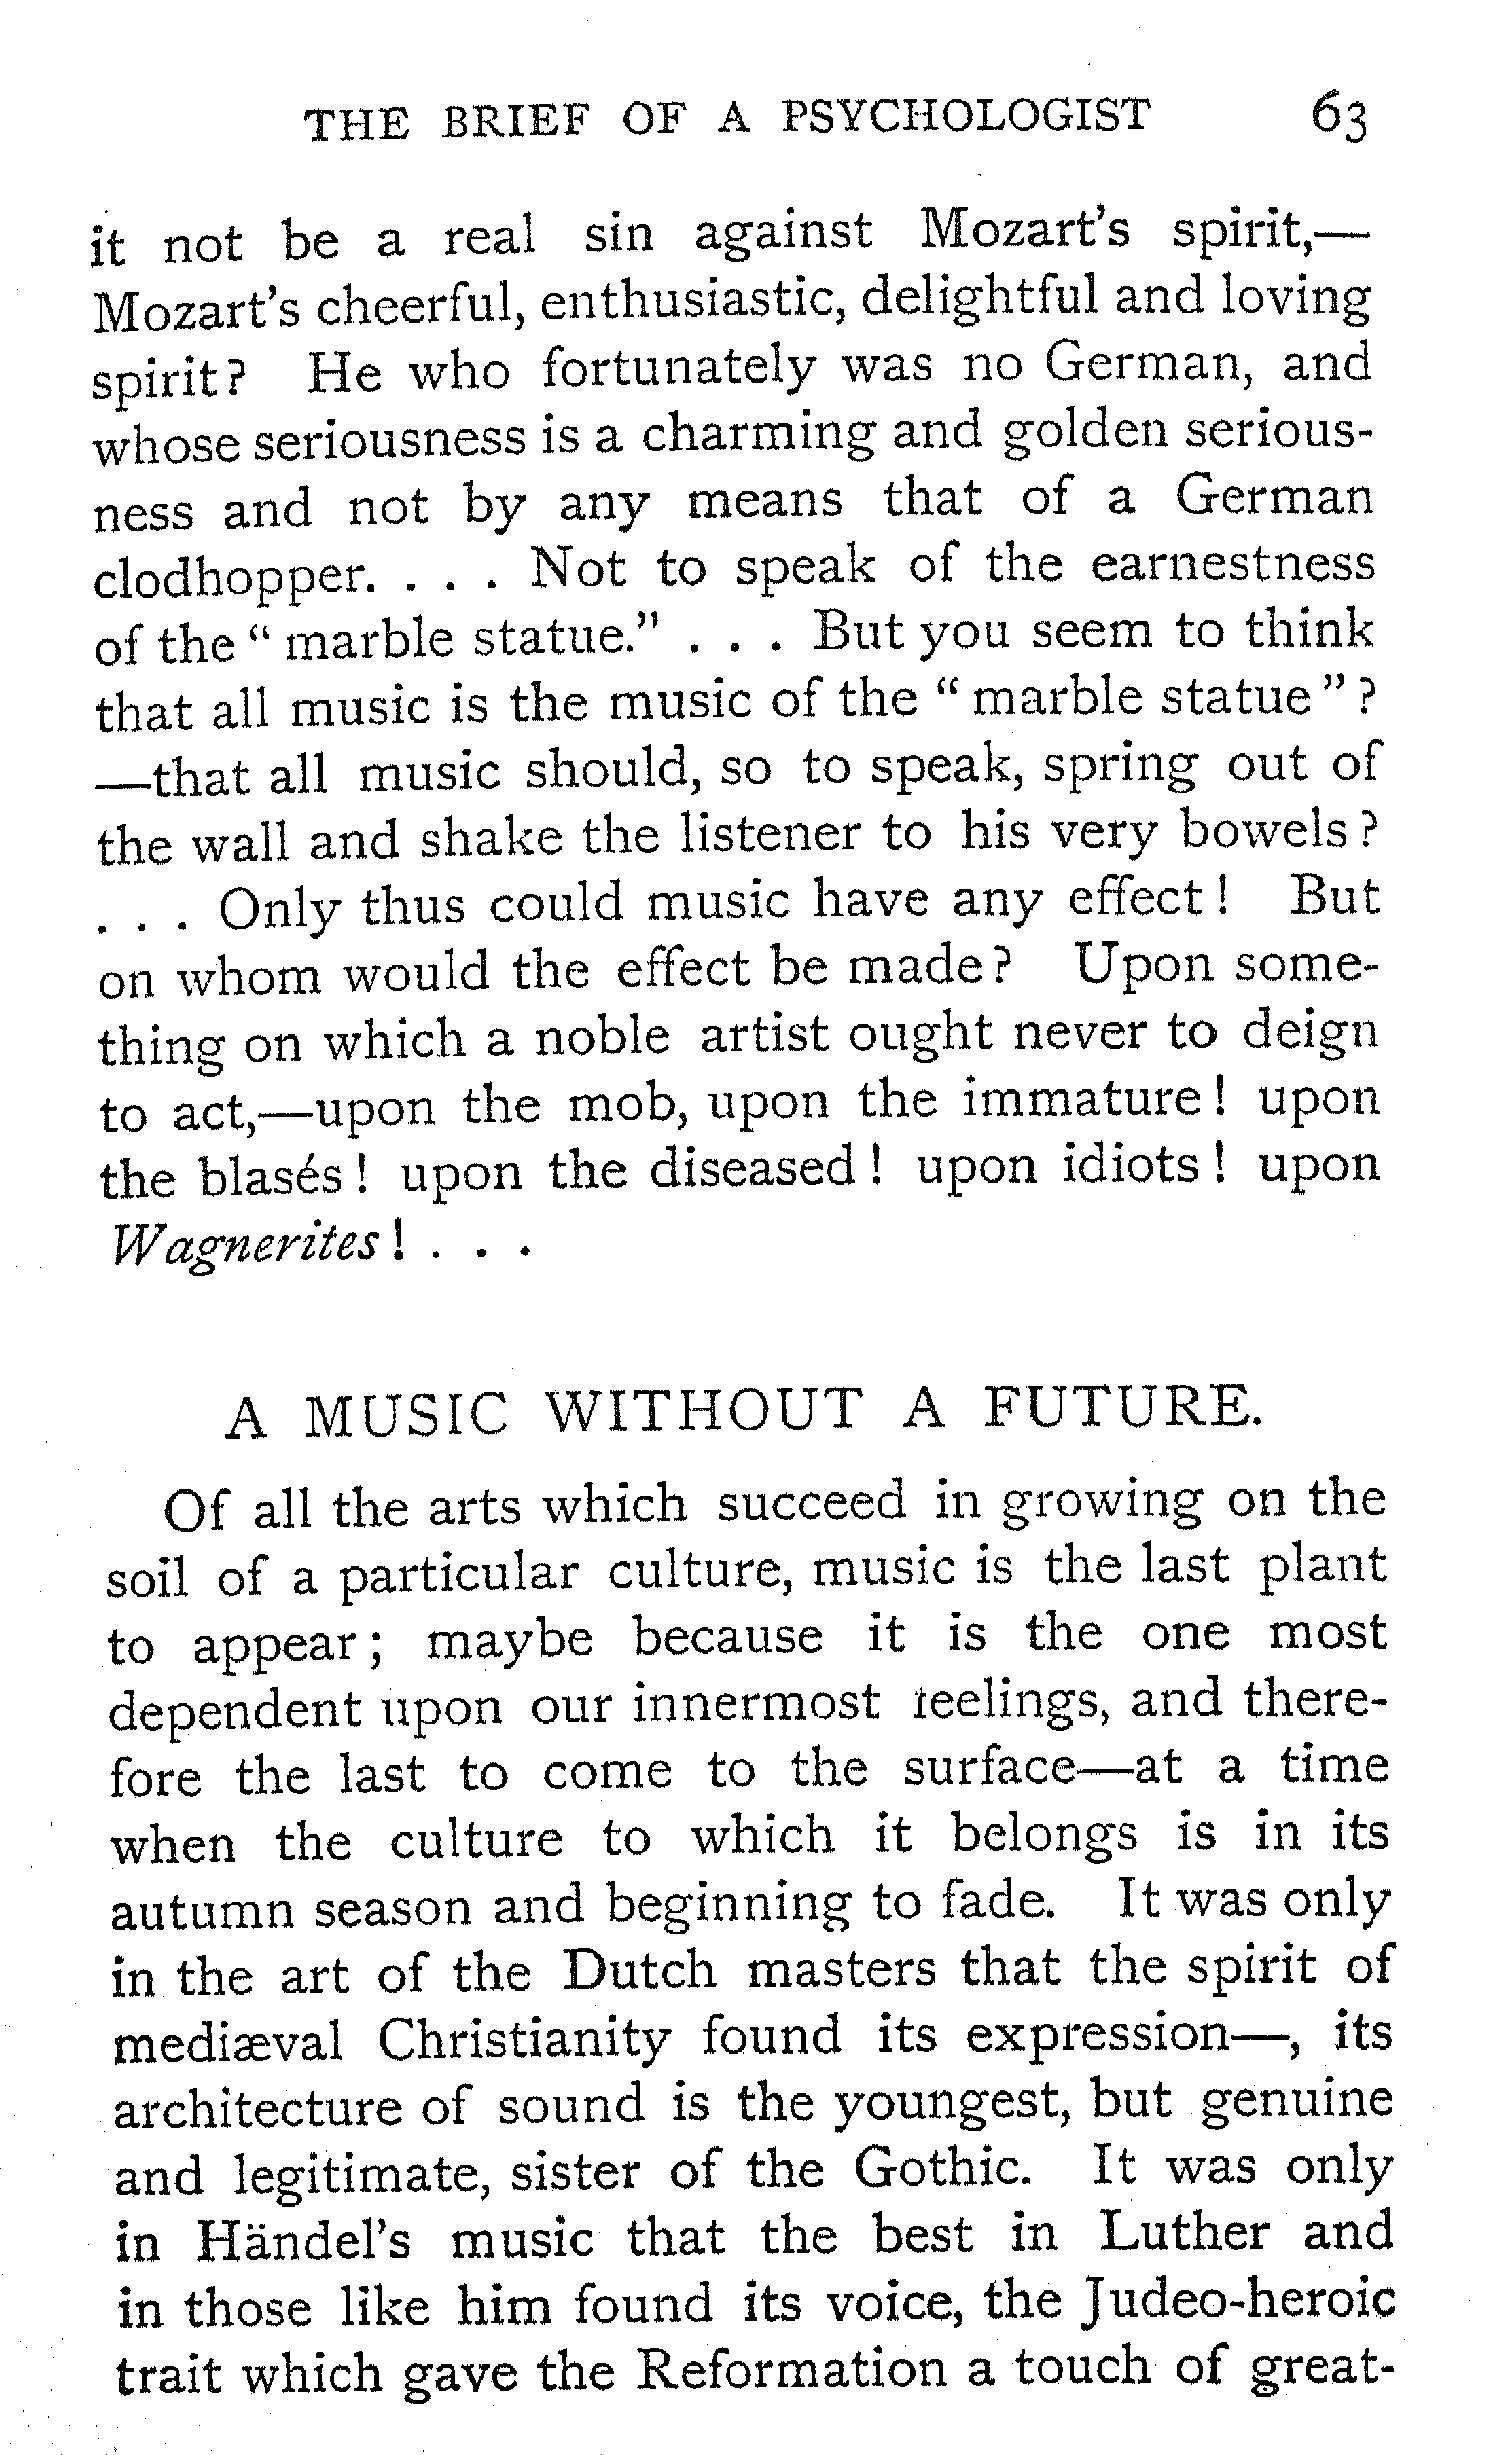 THE BRIEF OF A PSYCHOLOGIST 63
it not be a real sin against Mozart's spirit,—
Mozart's cheerful, enthusiastic, delightful and loving
spirit? He who fortunately was no German, and
whose seriousness is a charming and golden serious-
ness and not by any means that of a German
clodhopper. . . . Not to speak of the earnestness
of the “ marble statue.” . . . But you seem to think
that all music is the music of the “ marble statue ” ?
—that all music should, so to speak, spring out of
the wall and shake the listener to his very bowels ?
. . . Only thus could music have any effect ! But
on whom would the effect be made ? Upon some-
thing on which a noble artist ought never to deign
to act,—upon the mob, upon the immature ! upon
the blasés ! upon the diseased ! upon idiots ! upon
Wagnerites ! . . .
A MUSIC WITHOUT A FUTURE.
Of all the arts which succeed in growing on the
soil of a particular culture, music is the last plant
to appear ; maybe because it is the one most
dependent upon our innermost feelings, and there-
fore the last to come to the surface—at a time
when the culture to which it belongs is in its
autumn season and beginning to fade. It was only
in the art of the Dutch masters that the spirit of
mediæval Christianity found its expression—, its
architecture of sound is the youngest, but genuine
and legitimate, sister of the Gothic. It was only
in Händel's music that the best in Luther and
in those like him found its voice, the Judeo-heroic
trait which gave the Reformation a touch of great-